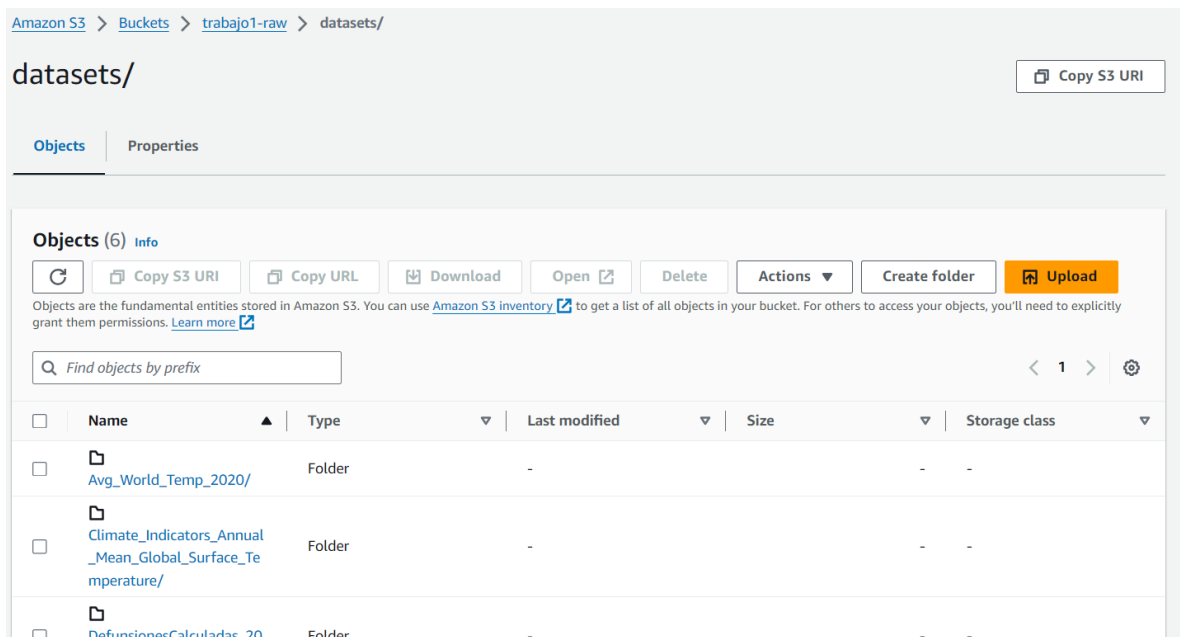 Amazon S3 > Buckets > trabajo1-raw > datasets/
datasets/
Copy S3 URI
Objects Properties
Objects (6) Info
Copy S3 URI Copy URL Download Open Delete Actions ▼ Create folder Upload
Objects are the fundamental entities stored in Amazon S3. You can use Amazon S3 inventory to get a list of all objects in your bucket. For others to access your objects, you'll need to explicitly
grant them permissions. Learn more
Find objects by prefix
< 1 >
Name Type Last modified Size Storage class
Avg_World_Temp_2020/ Folder - - -
Climate_Indicators_Annual
_Mean_Global_Surface_Te
mperature/
Folder - - -
DefunsionesCalculadas_20 Folder - -